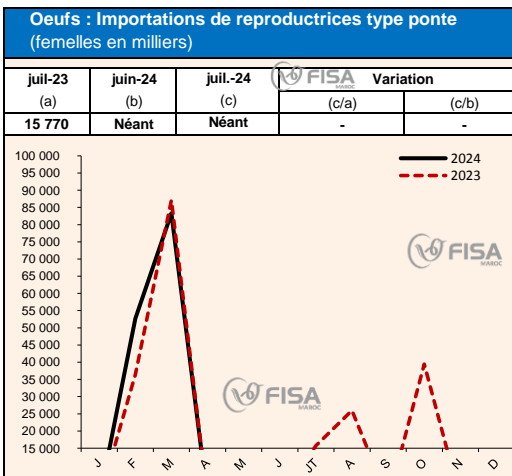 Oeufs : Importations de reproductrices type ponte
(femelles en milliers)
juil-23 juin-24 juil.-24 Variation
FISA
MAROC
(a) (b) (c) (c/a) (c/b)
15 770 Néant Néant - -
100 000
95 000
90 000
85 000
80 000
75 000
70 000
65 000
60 000
55 000
50 000
45 000
40 000
35 000
30 000
25 000
20 000
15 000
2024
2023
FISA
MAROC
FISA
MAROC
J F M A M J JT A S O N D